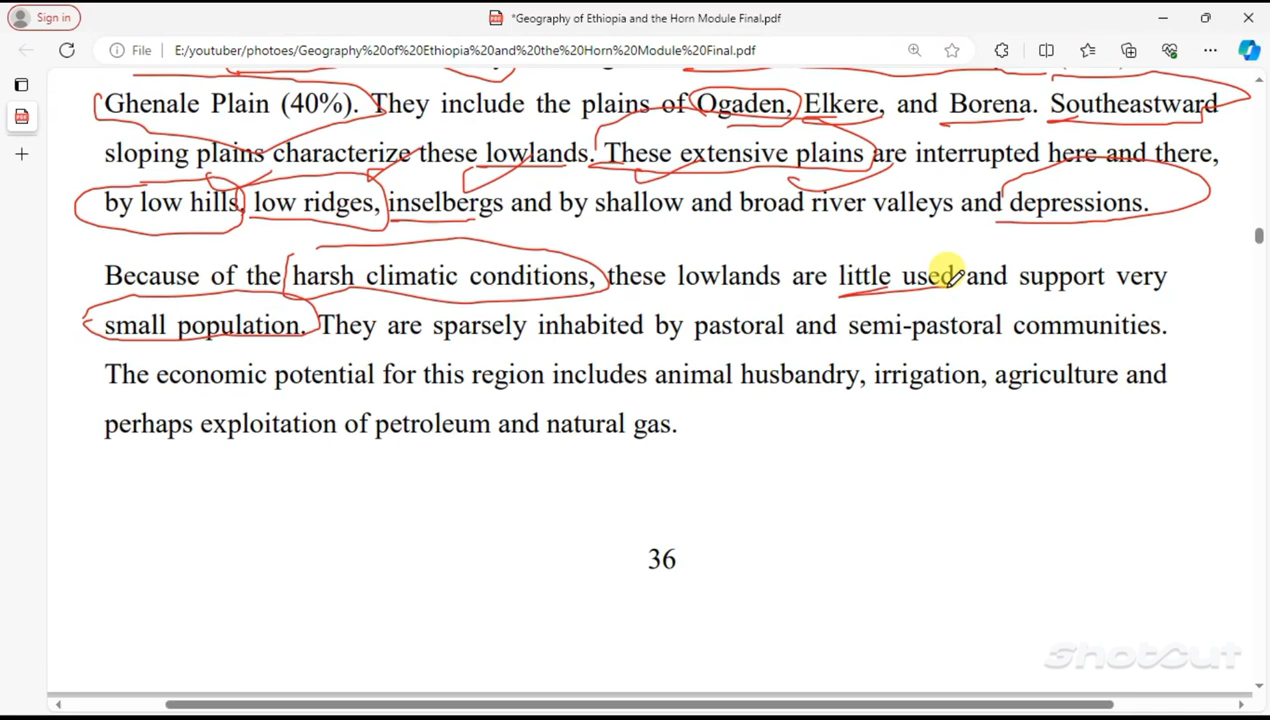 Sign in
*Geography of Ethiopia and the Horn Module Final.pdf
File E:/youtuber/photoes/Geography%20of%20Ethiopia%20and%20the%20Horn%20Module%20Final.pdf
Ghenale Plain (40%). They include the plains of Ogaden, Elkere, and Borena. Southeastward
sloping plains characterize these lowlands. These extensive plains are interrupted here and there,
by low hills, low ridges, inselbergs and by shallow and broad river valleys and depressions.
Because of the harsh climatic conditions, these lowlands are little used and support very
small population. They are sparsely inhabited by pastoral and semi-pastoral communities.
The economic potential for this region includes animal husbandry, irrigation, agriculture and
perhaps exploitation of petroleum and natural gas.
36
ShotCut